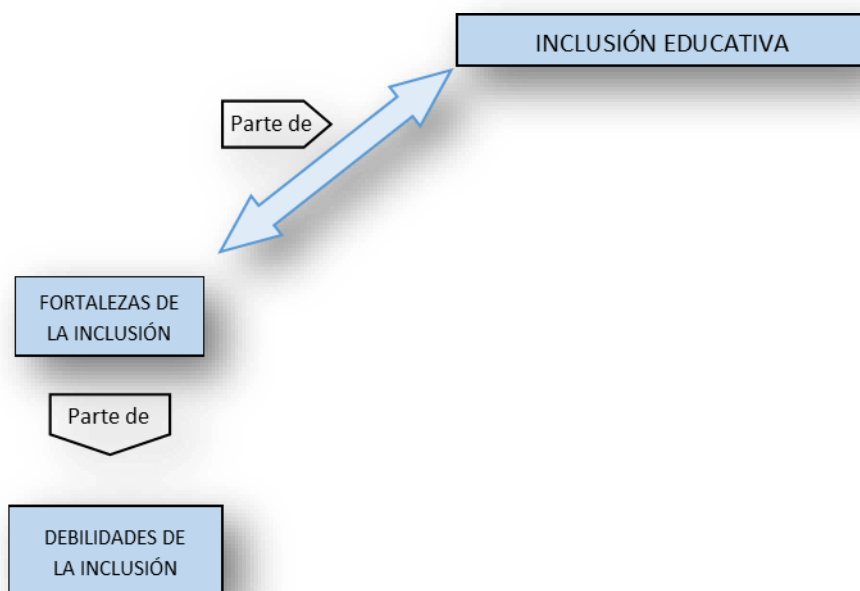 INCLUSIÓN EDUCATIVA
Parte de
FORTALEZAS DE
LA INCLUSIÓN
Parte de
DEBILIDADES DE
LA INCLUSIÓN